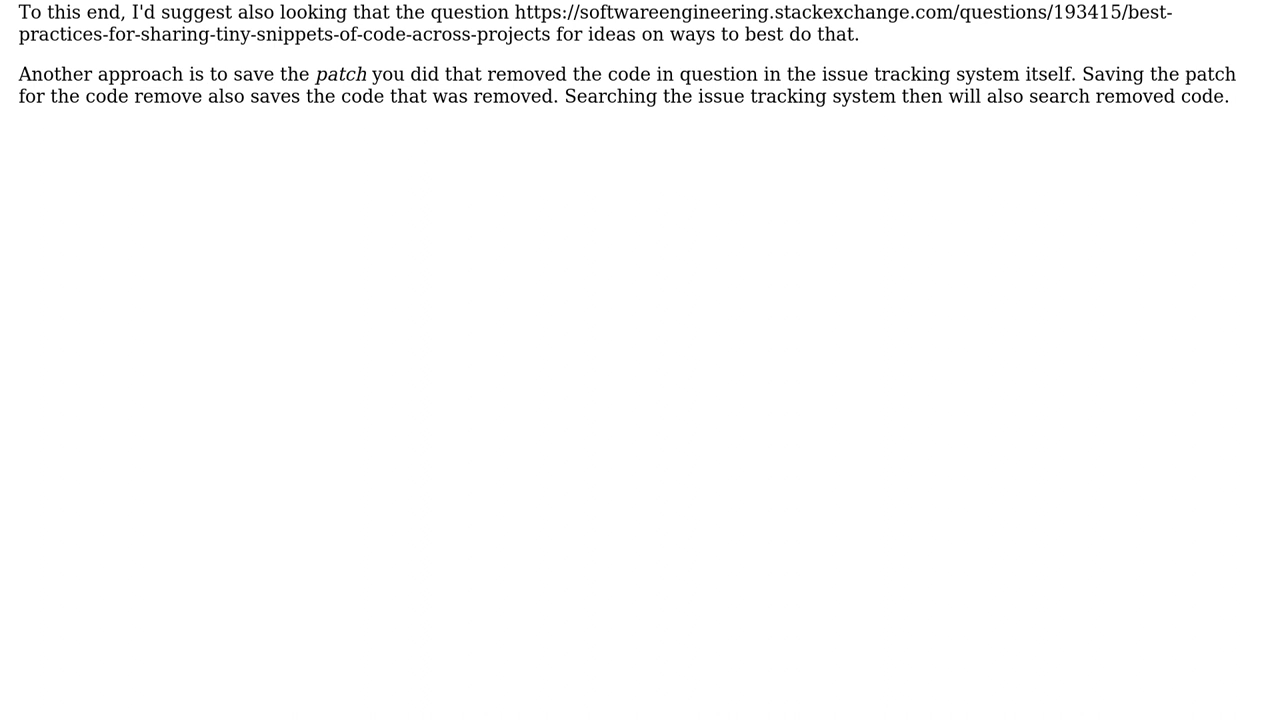 To this end, I'd suggest also looking that the question https://softwareengineering.stackexchange.com/questions/193415/best-
practices-for-sharing-tiny-snippets-of-code-across-projects for ideas on ways to best do that.
Another approach is to save the patch you did that removed the code in question in the issue tracking system itself. Saving the patch
for the code remove also saves the code that was removed. Searching the issue tracking system then will also search removed code.